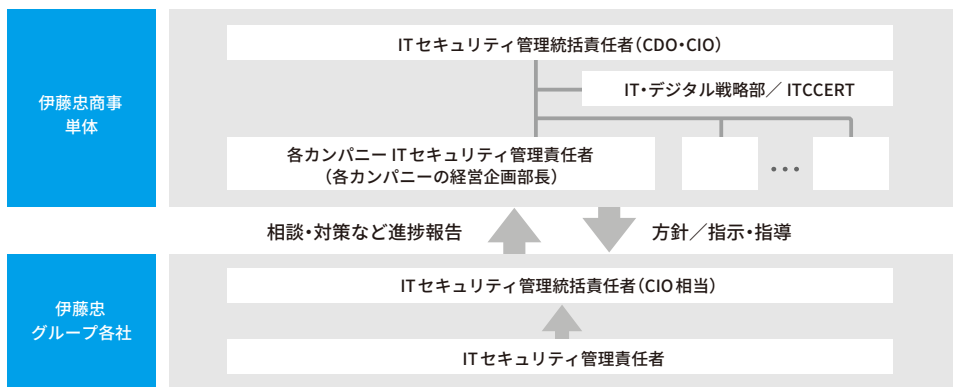 伊藤忠商事
単体
ITセキュリティ管理統括責任者(CDO・CIO)
IT・デジタル戦略部／ITCCERT
各カンパニー ITセキュリティ管理責任者
(各カンパニーの経営企画部長)
…
相談・対策など進捗報告
方針／指示・指導
伊藤忠
グループ各社
ITセキュリティ管理統括責任者(CIO相当)
ITセキュリティ管理責任者